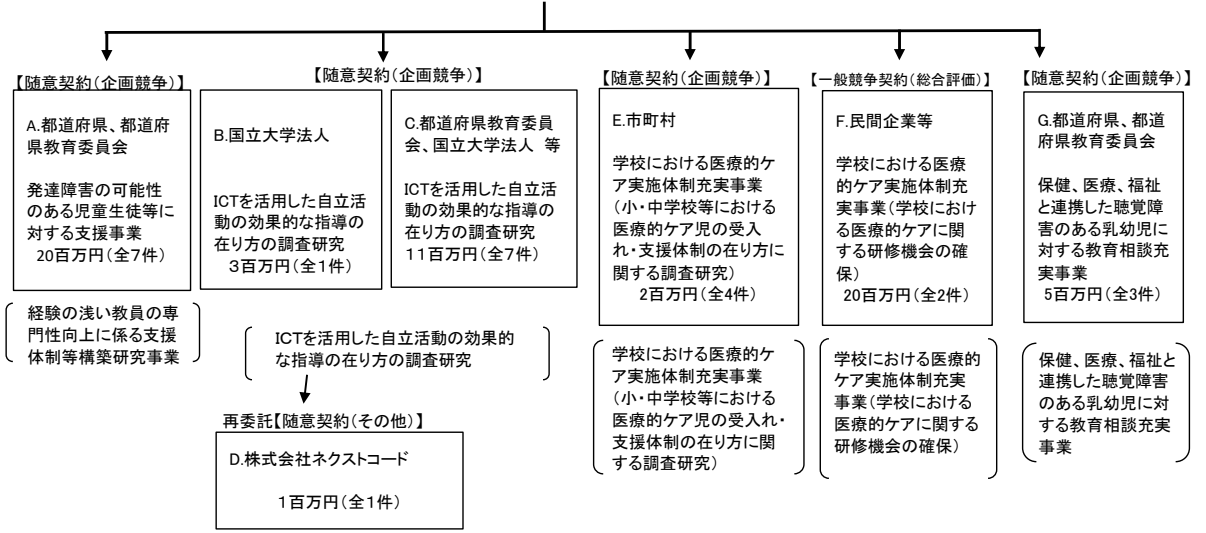 【随意契約（企画競争）】
A.都道府県、都道府
県教育委員会
発達障害の可能性
のある児童生徒等に
対する支援事業
20百万円（全7件）
経験の浅い教員の専
門性向上に係る支援
体制等構築研究事業
【随意契約（企画競争）】
B.国立大学法人
ICTを活用した自立活
動の効果的な指導の
在り方の調査研究
３百万円（全１件）
C.都道府県教育委員
会、国立大学法人 等
ICTを活用した自立活
動の効果的な指導の
在り方の調査研究
１１百万円（全７件）
ICTを活用した自立活動の効果的
な指導の在り方の調査研究
再委託【随意契約（その他）】
D.株式会社ネクストコード
１百万円（全１件）
【随意契約（企画競争）】
E.市町村
学校における医療的ケ
ア実施体制充実事業
（小・中学校等における
医療的ケア児の受入
れ・支援体制の在り方に
関する調査研究）
2百万円（全4件）
学校における医療的ケ
ア実施体制充実事業
（小・中学校等における
医療的ケア児の受入れ・
支援体制の在り方に関
する調査研究）
【一般競争契約（総合評価）】
F.民間企業等
学校における医療
的ケア実施体制充
実事業（学校におけ
る医療的ケアに関
する研修機会の確
保）
20百万円（全2件）
学校における医療的
ケア実施体制充実
事業（学校における
医療的ケアに関する
研修機会の確保）
【随意契約（企画競争）】
G.都道府県、都道
府県教育委員会
保健、医療、福祉
と連携した聴覚障
害のある乳幼児に
対する教育相談充
実事業
5百万円（全3件）
保健、医療、福祉と
連携した聴覚障害
のある乳幼児に対
する教育相談充実
事業